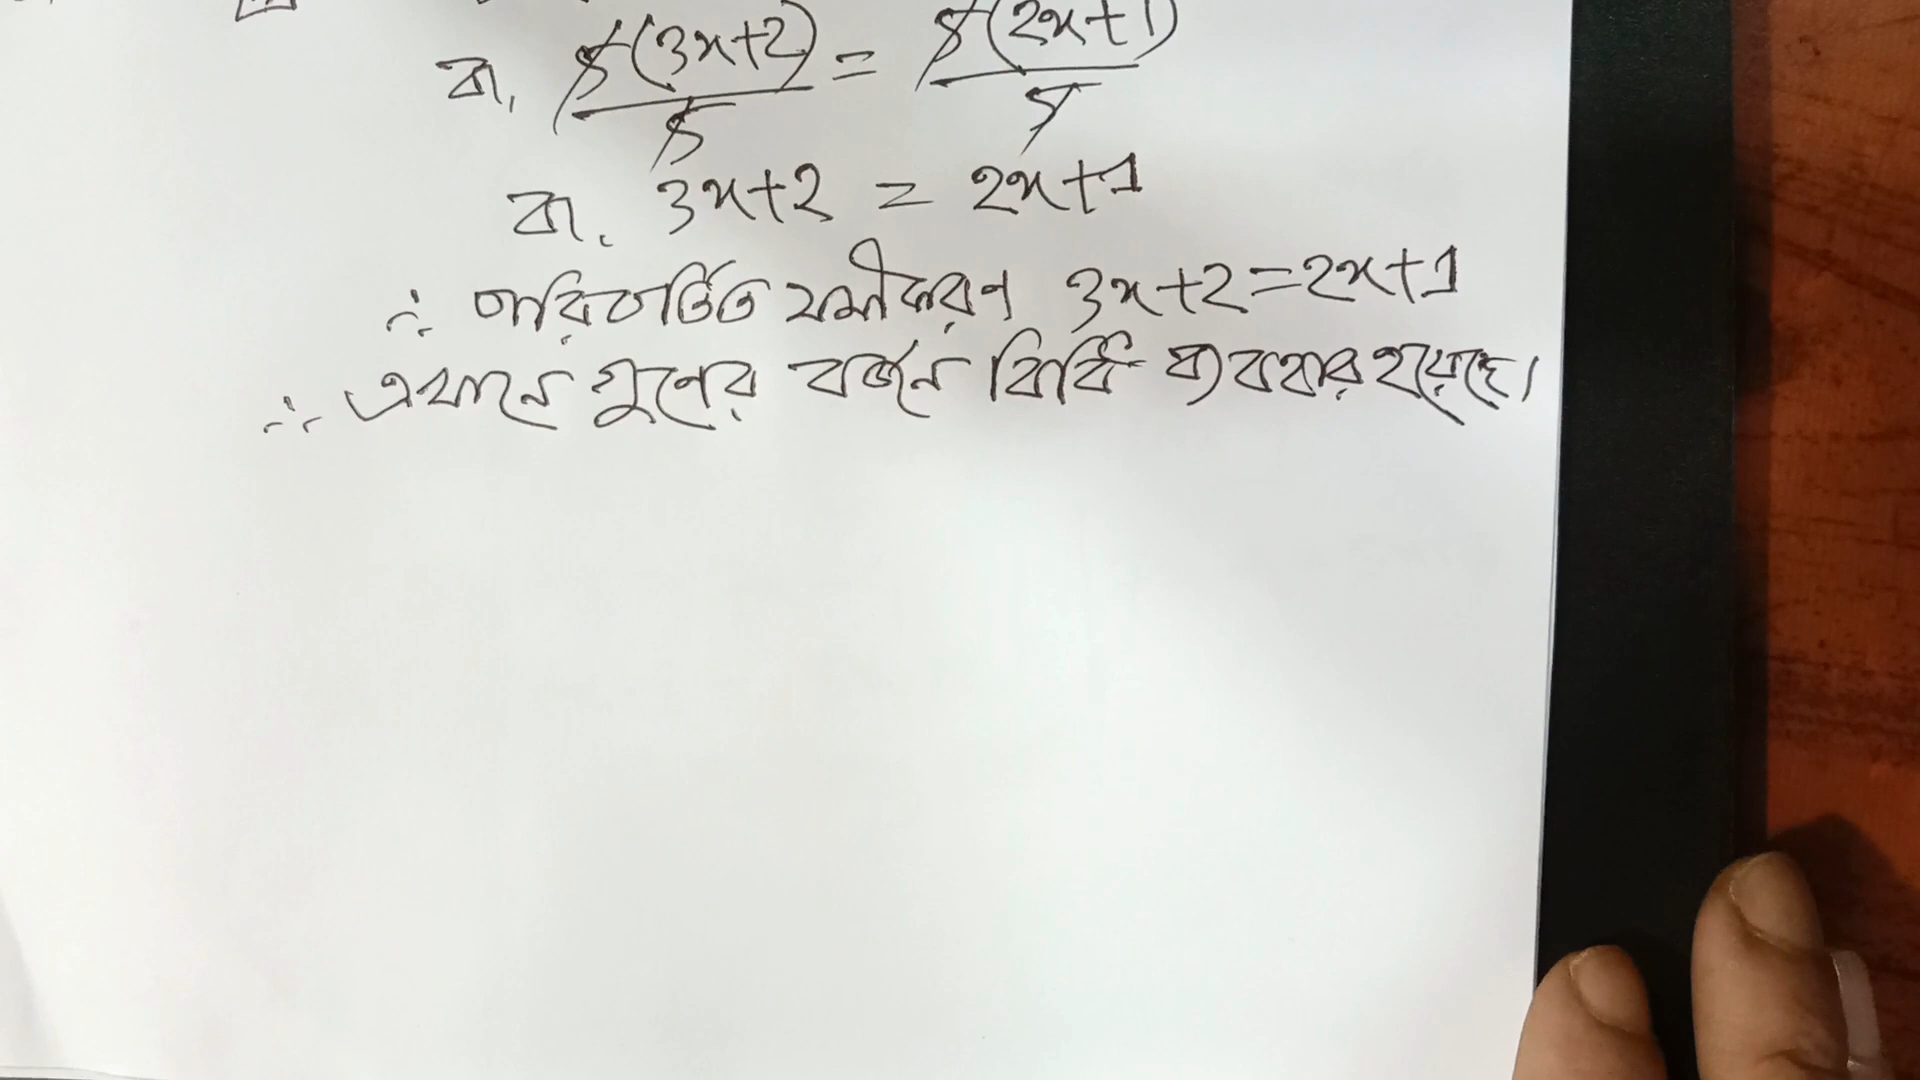 বা, 5(3x+2)/5 = 5(2x+1)/5
বা, 3x+2 = 2x+1
∴ পরিবর্তিত সমীকরণ 3x+2=2x+1
∴ এখানে গুনের বর্জন বিধি ব্যবহার হয়েছে।